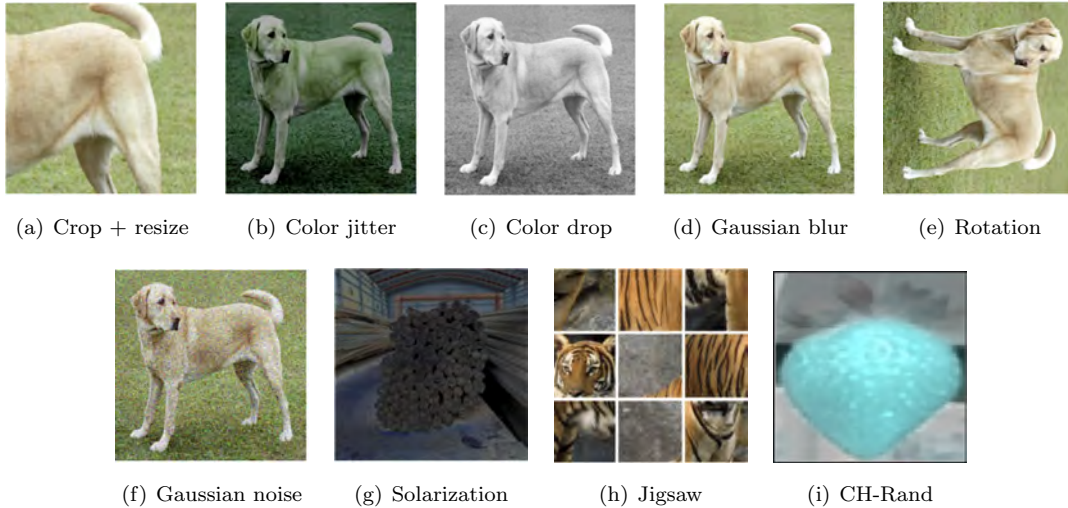 (a) Crop + resize
(b) Color jitter
(c) Color drop
(d) Gaussian blur
(e) Rotation
(f) Gaussian noise
(g) Solarization
(h) Jigsaw
(i) CH-Rand